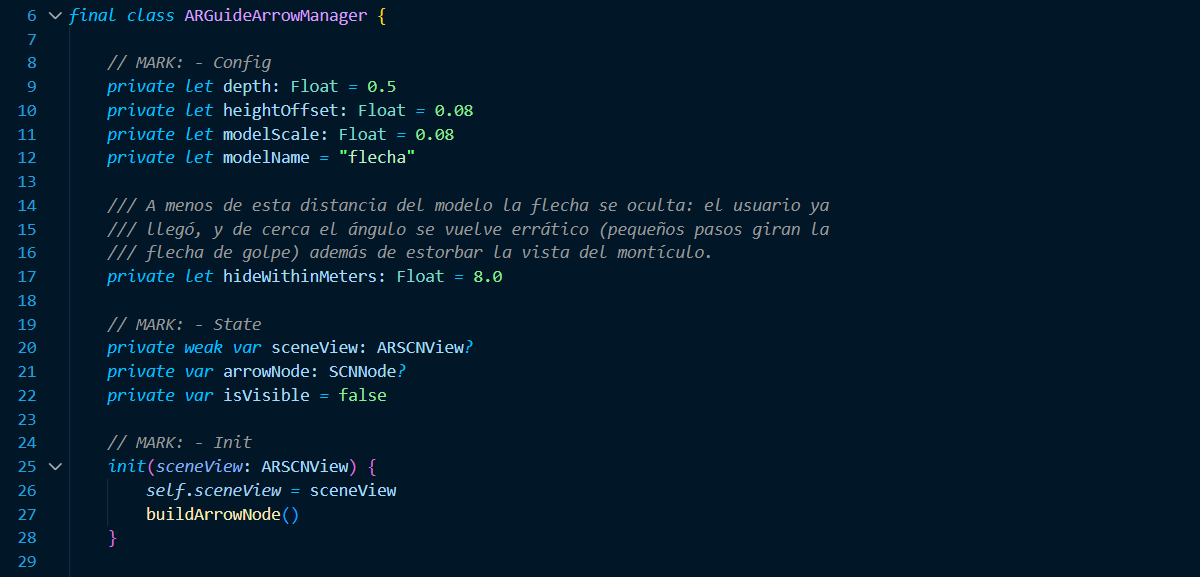 6 final class ARGuideArrowManager {
7
8 // MARK: - Config
9 private let depth: Float = 0.5
10 private let heightOffset: Float = 0.08
11 private let modelScale: Float = 0.08
12 private let modelName = "flecha"
13
14 /// A menos de esta distancia del modelo la flecha se oculta: el usuario ya
15 /// llegó, y de cerca el ángulo se vuelve errático (pequeños pasos giran la
16 /// flecha de golpe) además de estorbar la vista del montículo.
17 private let hideWithinMeters: Float = 8.0
18
19 // MARK: - State
20 private weak var sceneView: ARSCNView?
21 private var arrowNode: SCNNode?
22 private var isVisible = false
23
24 // MARK: - Init
25 init(sceneView: ARSCNView) {
26 self.sceneView = sceneView
27 buildArrowNode()
28 }
29